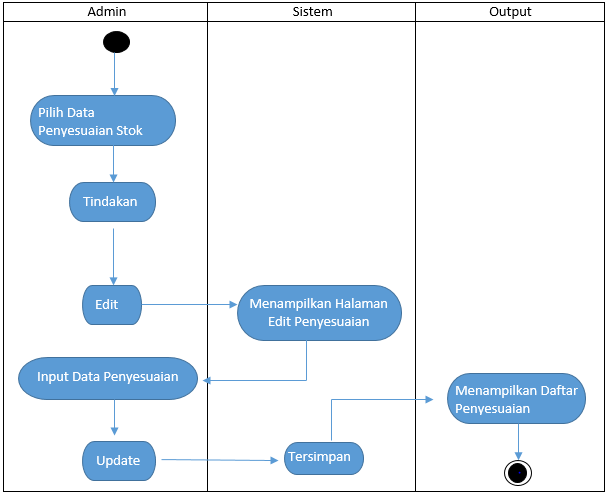 Admin
Sistem
Output
Pilih Data
Penyesuaian Stok
Tindakan
Edit
Menampilkan Halaman
Edit Penyesuaian
Input Data Penyesuaian
Update
Tersimpan
Menampilkan Daftar
Penyesuaian